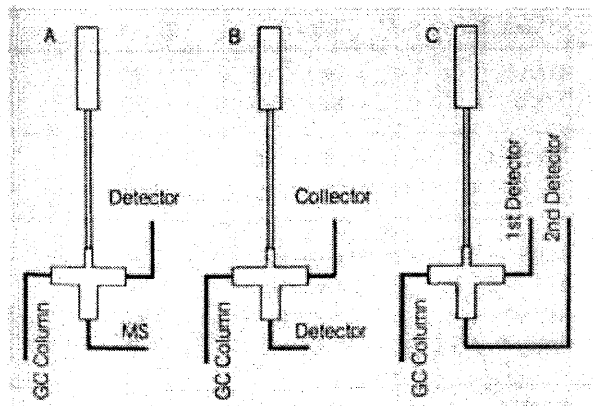 A
B
C
Detector
Collector
1st Detector
2nd Detector
GC Column
MS
GC Column
Detector
GC Column